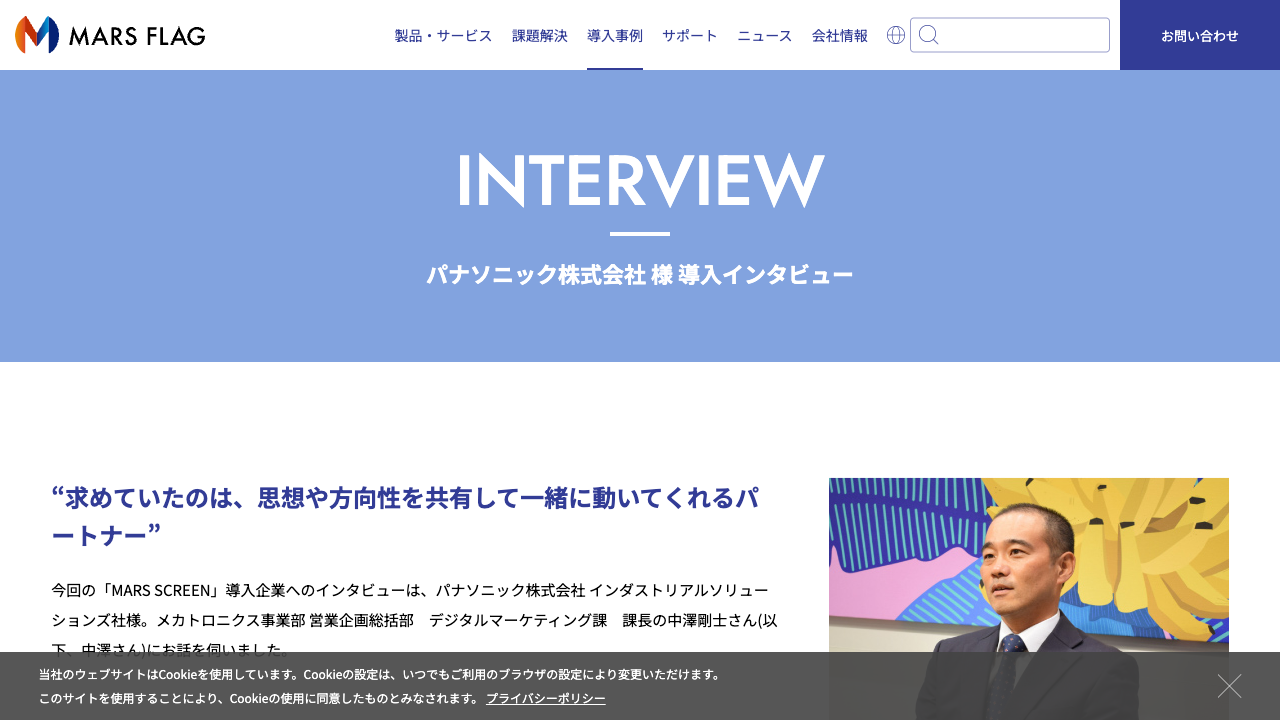 MARS FLAG
製品・サービス
課題解決
導入事例
サポート
ニュース
会社情報
お問い合わせ
INTERVIEW
パナソニック株式会社 様 導入インタビュー
“求めていたのは、思想や方向性を共有して一緒に動いてくれるパ
ートナー”
今回の「MARS SCREEN」導入企業へのインタビューは、パナソニック株式会社 インダストリアルソリュー
ションズ社様。メカトロニクス事業部 営業企画総括部　デジタルマーケティング課　課長の中澤剛士さん(以
下、中澤さん)にお話を伺いました。
当社のウェブサイトはCookieを使用しています。Cookieの設定は、いつでもご利用のブラウザの設定により変更いただけます。
このサイトを使用することにより、Cookieの使用に同意したものとみなされます。 プライバシーポリシー